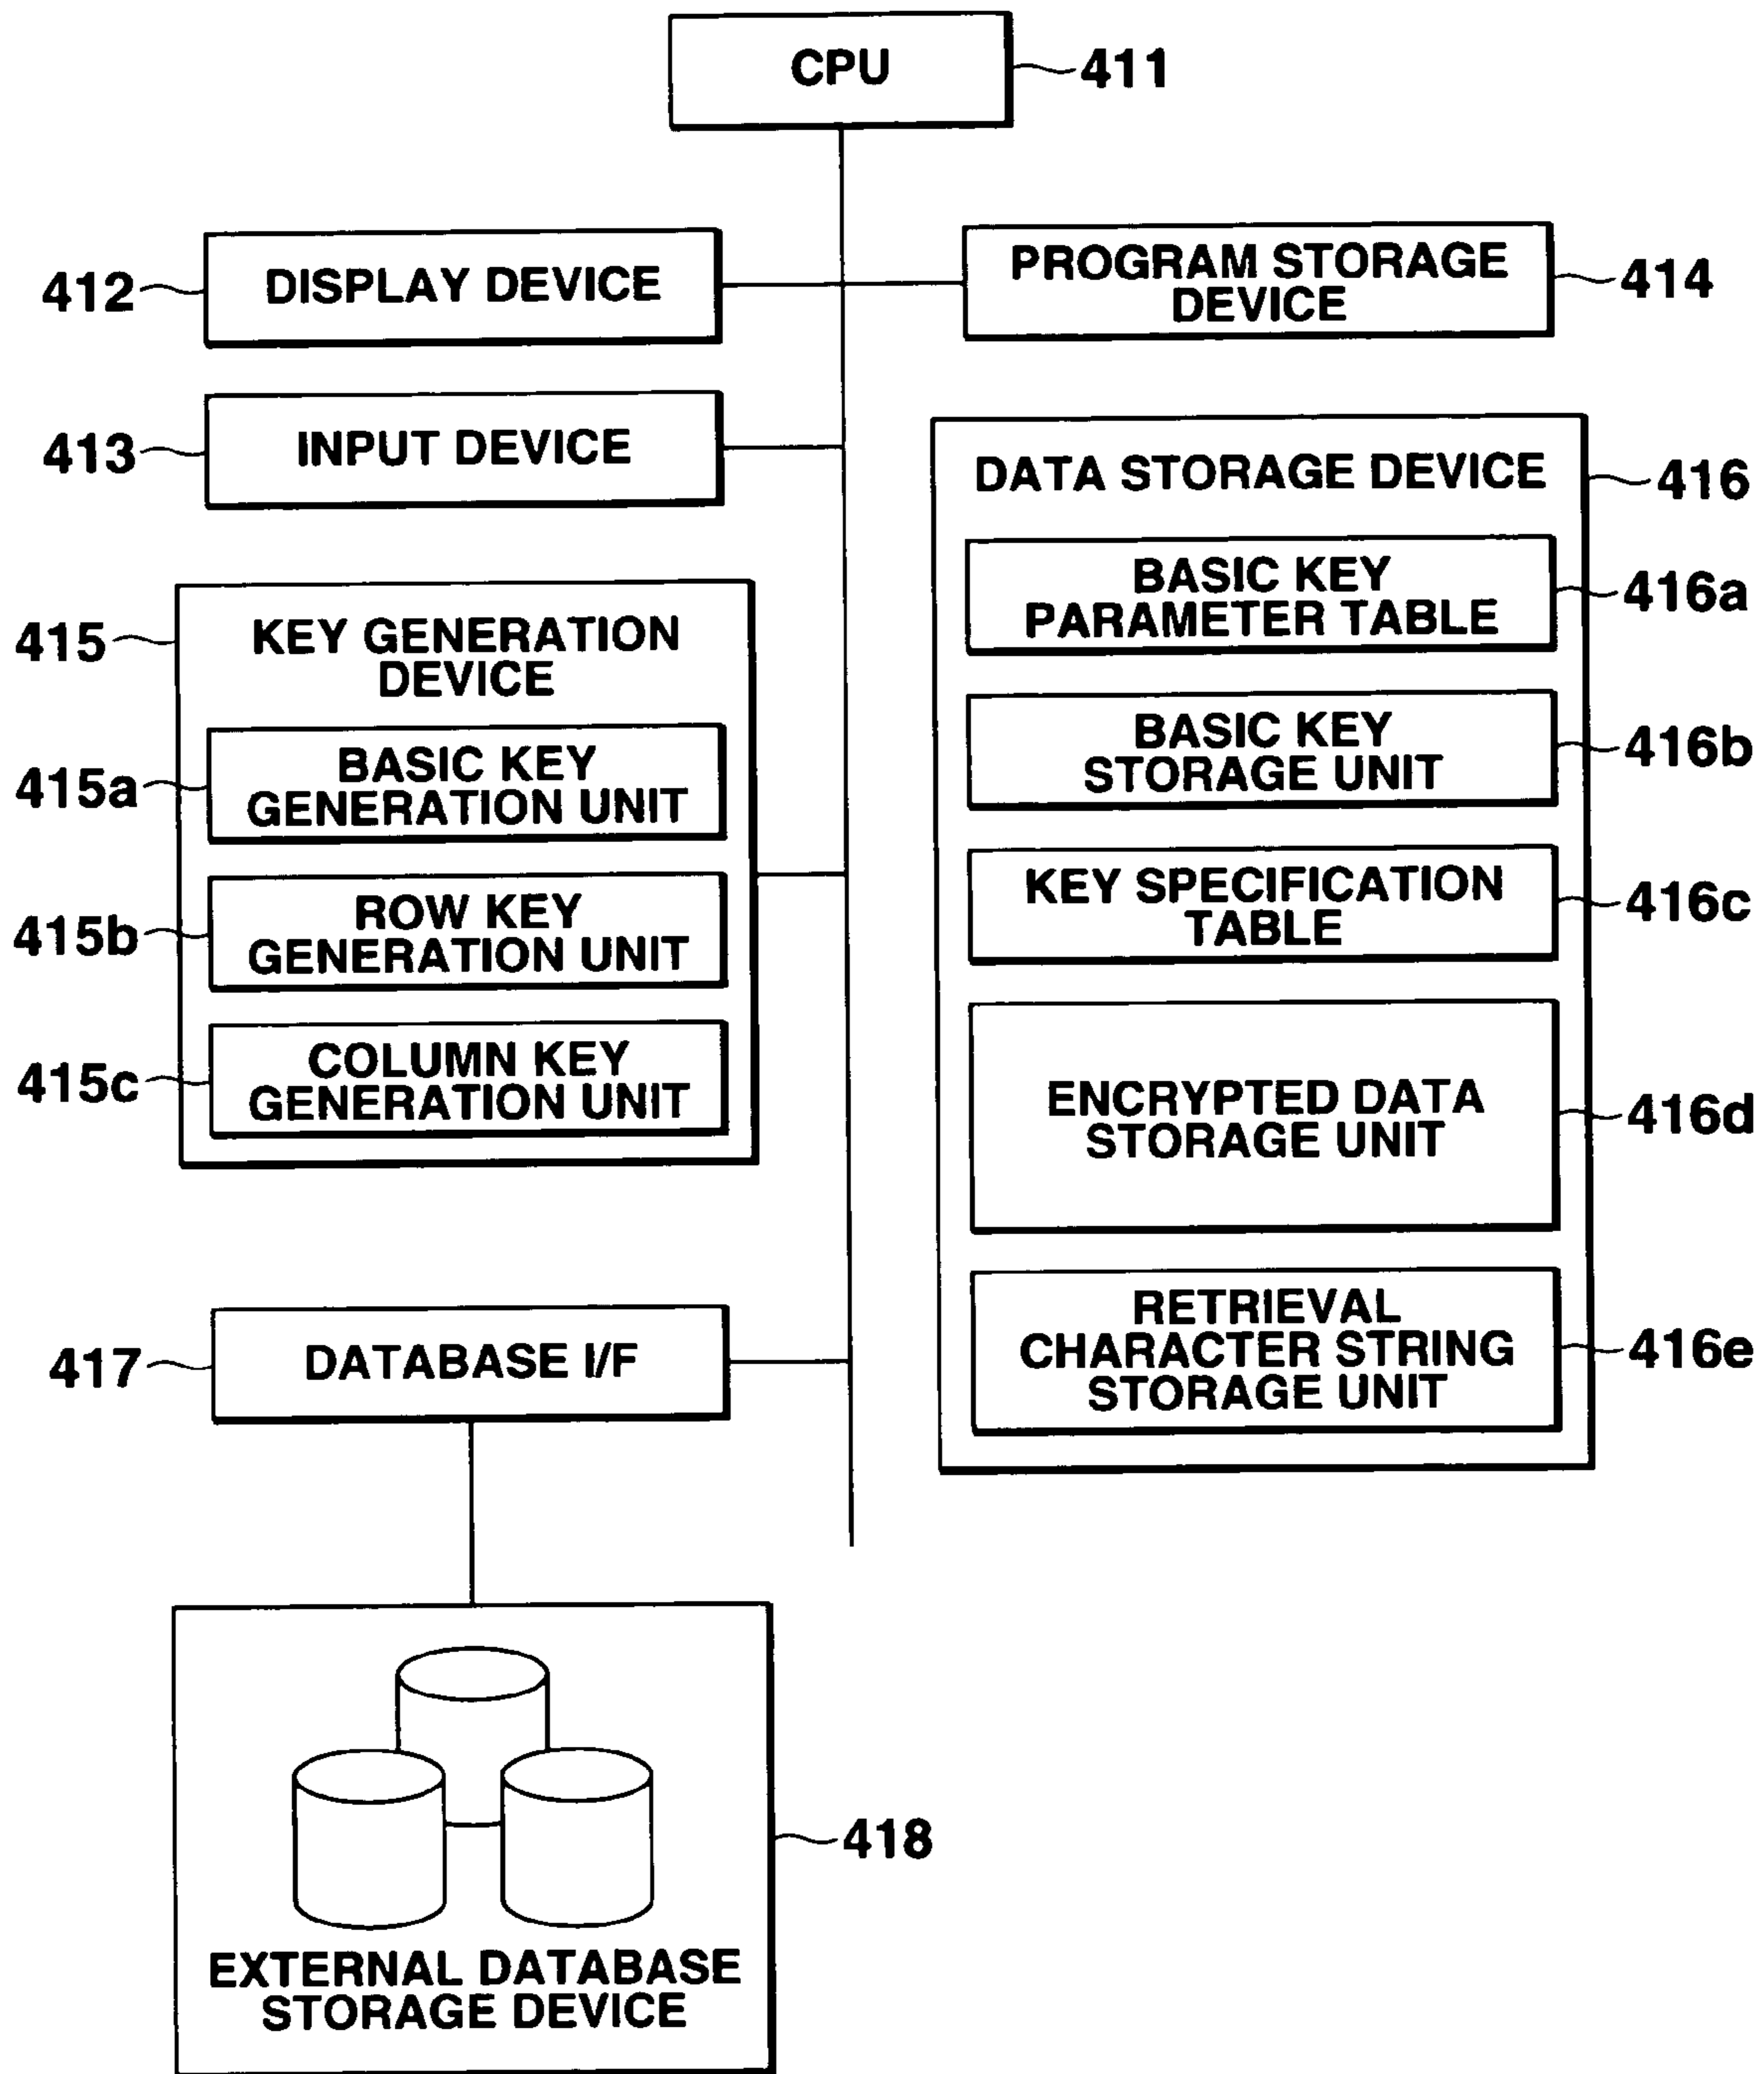 CPU
411
412
DISPLAY DEVICE
PROGRAM STORAGE
DEVICE
414
413
INPUT DEVICE
DATA STORAGE DEVICE
416
BASIC KEY
PARAMETER TABLE
416a
415
KEY GENERATION
DEVICE
BASIC KEY
STORAGE UNIT
416b
415a
BASIC KEY
GENERATION UNIT
KEY SPECIFICATION
TABLE
416c
415b
ROW KEY
GENERATION UNIT
415c
COLUMN KEY
GENERATION UNIT
ENCRYPTED DATA
STORAGE UNIT
416d
417
DATABASE I/F
RETRIEVAL
CHARACTER STRING
STORAGE UNIT
416e
418
EXTERNAL DATABASE
STORAGE DEVICE